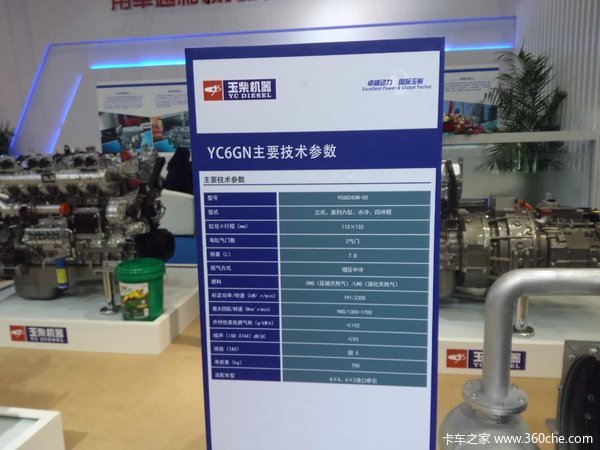 玉柴机器
YC DIESEL
卓越动力 国际玉柴
Excellent Power & Global Yuchai
YC6GN主要技术参数
主要技术参数
型号 YC6G260N-50
型式 立式、直列六缸、水冷、四冲程
缸径×行程 (mm) 112×132
每缸气门数 2气门
排量 (L) 7.8
吸气方式 增压中冷
燃料 CNG (压缩天然气) /LNG (液化天然气)
标定功率/转速 (kW/ r/min) 191/2300
最大扭矩/转速 (Nm/ r/min) 980/1300-1700
外特性最低燃气耗 (g/kWh) ≤192
噪声 (ISO 3744) dB(A) ≤93
排放 国 5
净质量 (kg) 700
适配车型 4×4、6×2港口牵引
玉柴机器
YC DIESEL
玉柴机器
YC DIESEL
卡车之家 www.360che.com